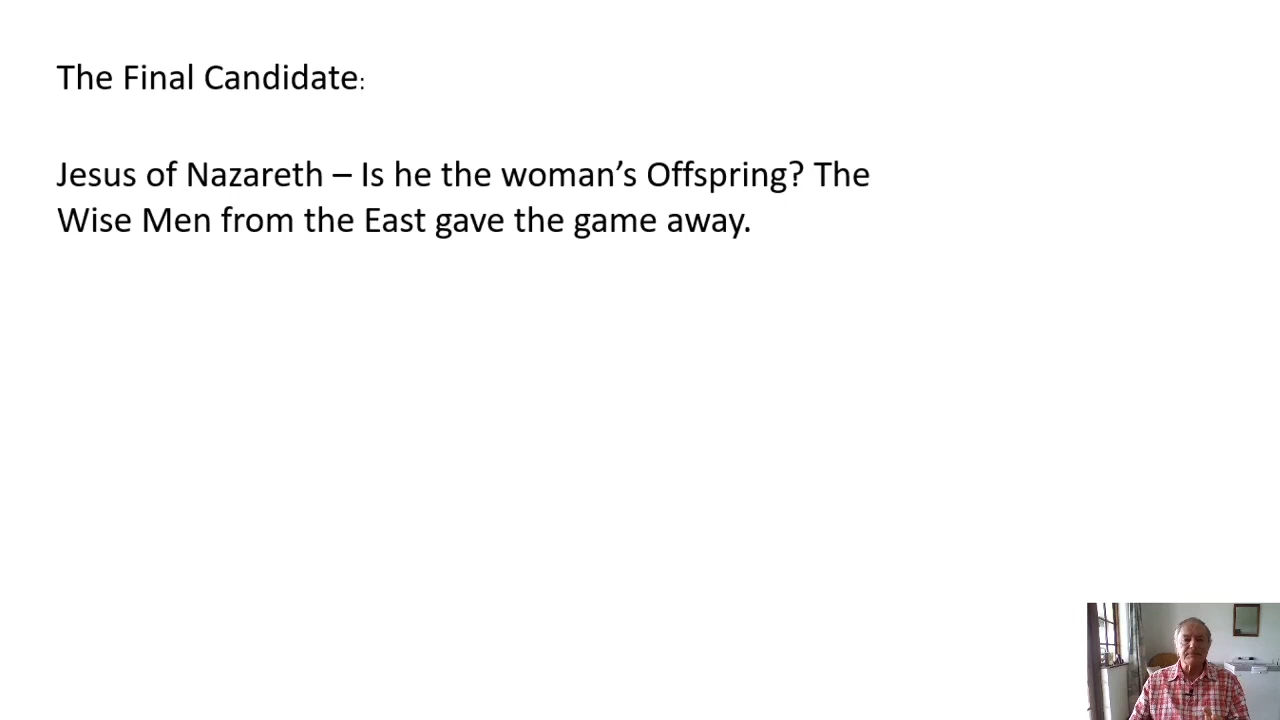 The Final Candidate:
Jesus of Nazareth – Is he the woman’s Offspring? The
Wise Men from the East gave the game away.